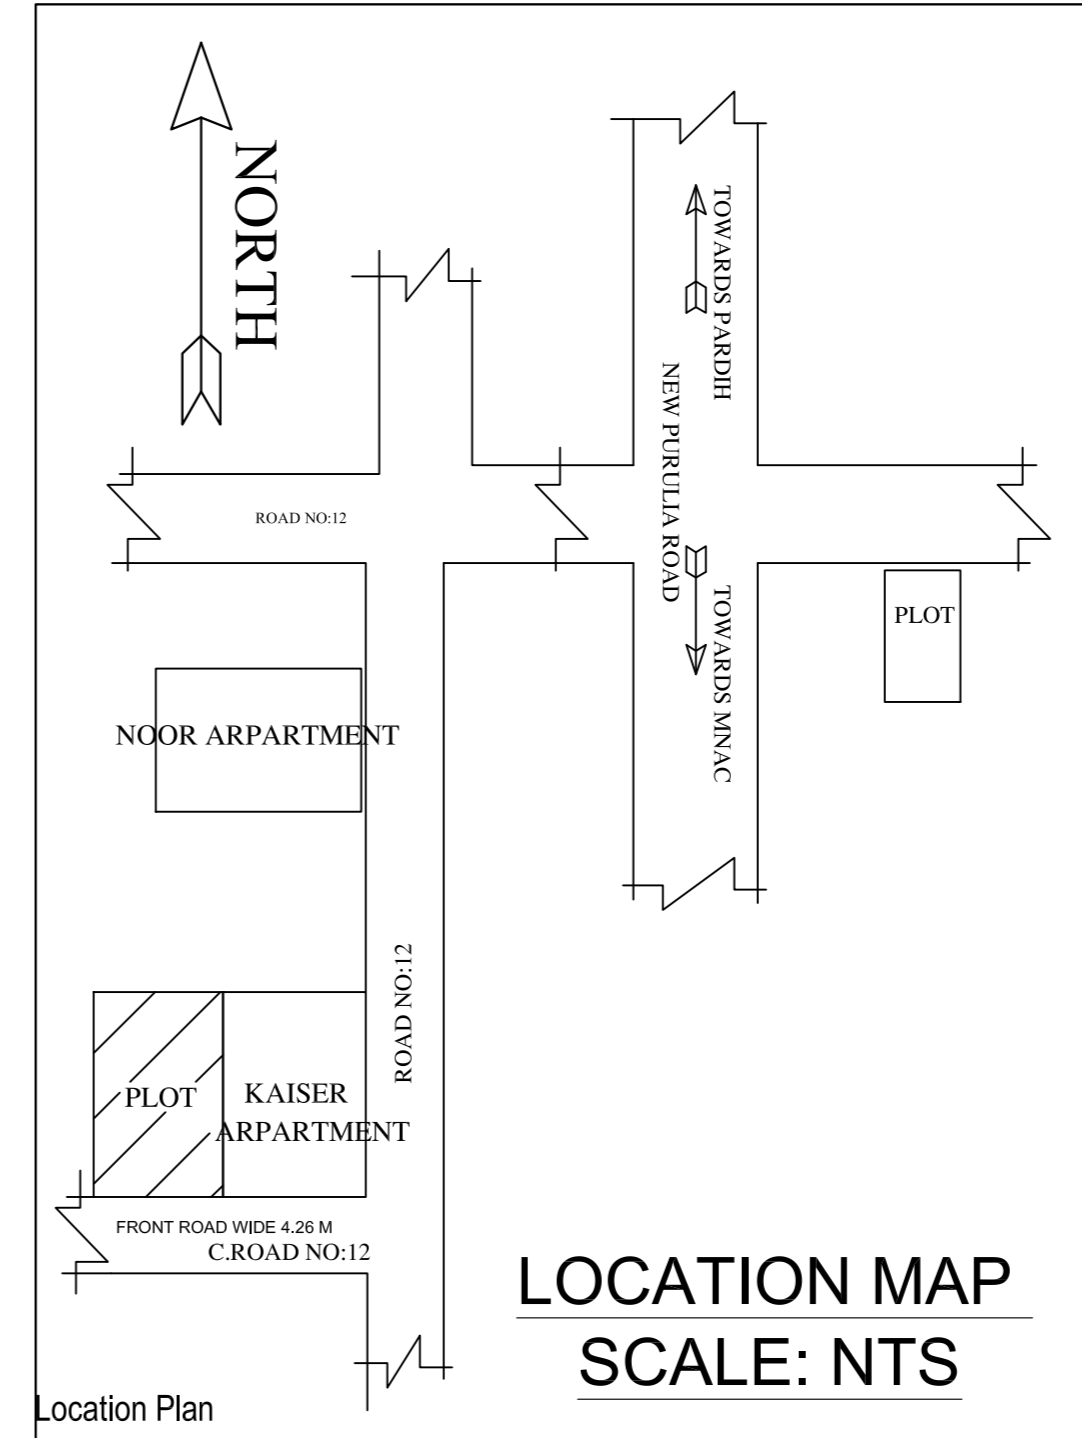 NORTH
TOWARDS PARDIH
NEW PURULIA ROAD
ROAD NO:12
TOWARDS MNAC
PLOT
NOOR ARPARTMENT
ROAD NO:12
PLOT
KAISER
ARPARTMENT
FRONT ROAD WIDE 4.26 M
C.ROAD NO:12
LOCATION MAP
SCALE: NTS
Location Plan